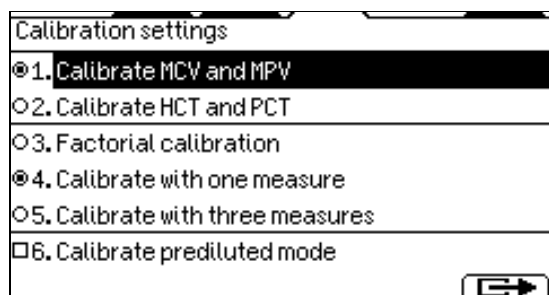 Calibration settings
1. Calibrate MCV and MPV
2. Calibrate HCT and PCT
3. Factorial calibration
4. Calibrate with one measure
5. Calibrate with three measures
6. Calibrate prediluted mode